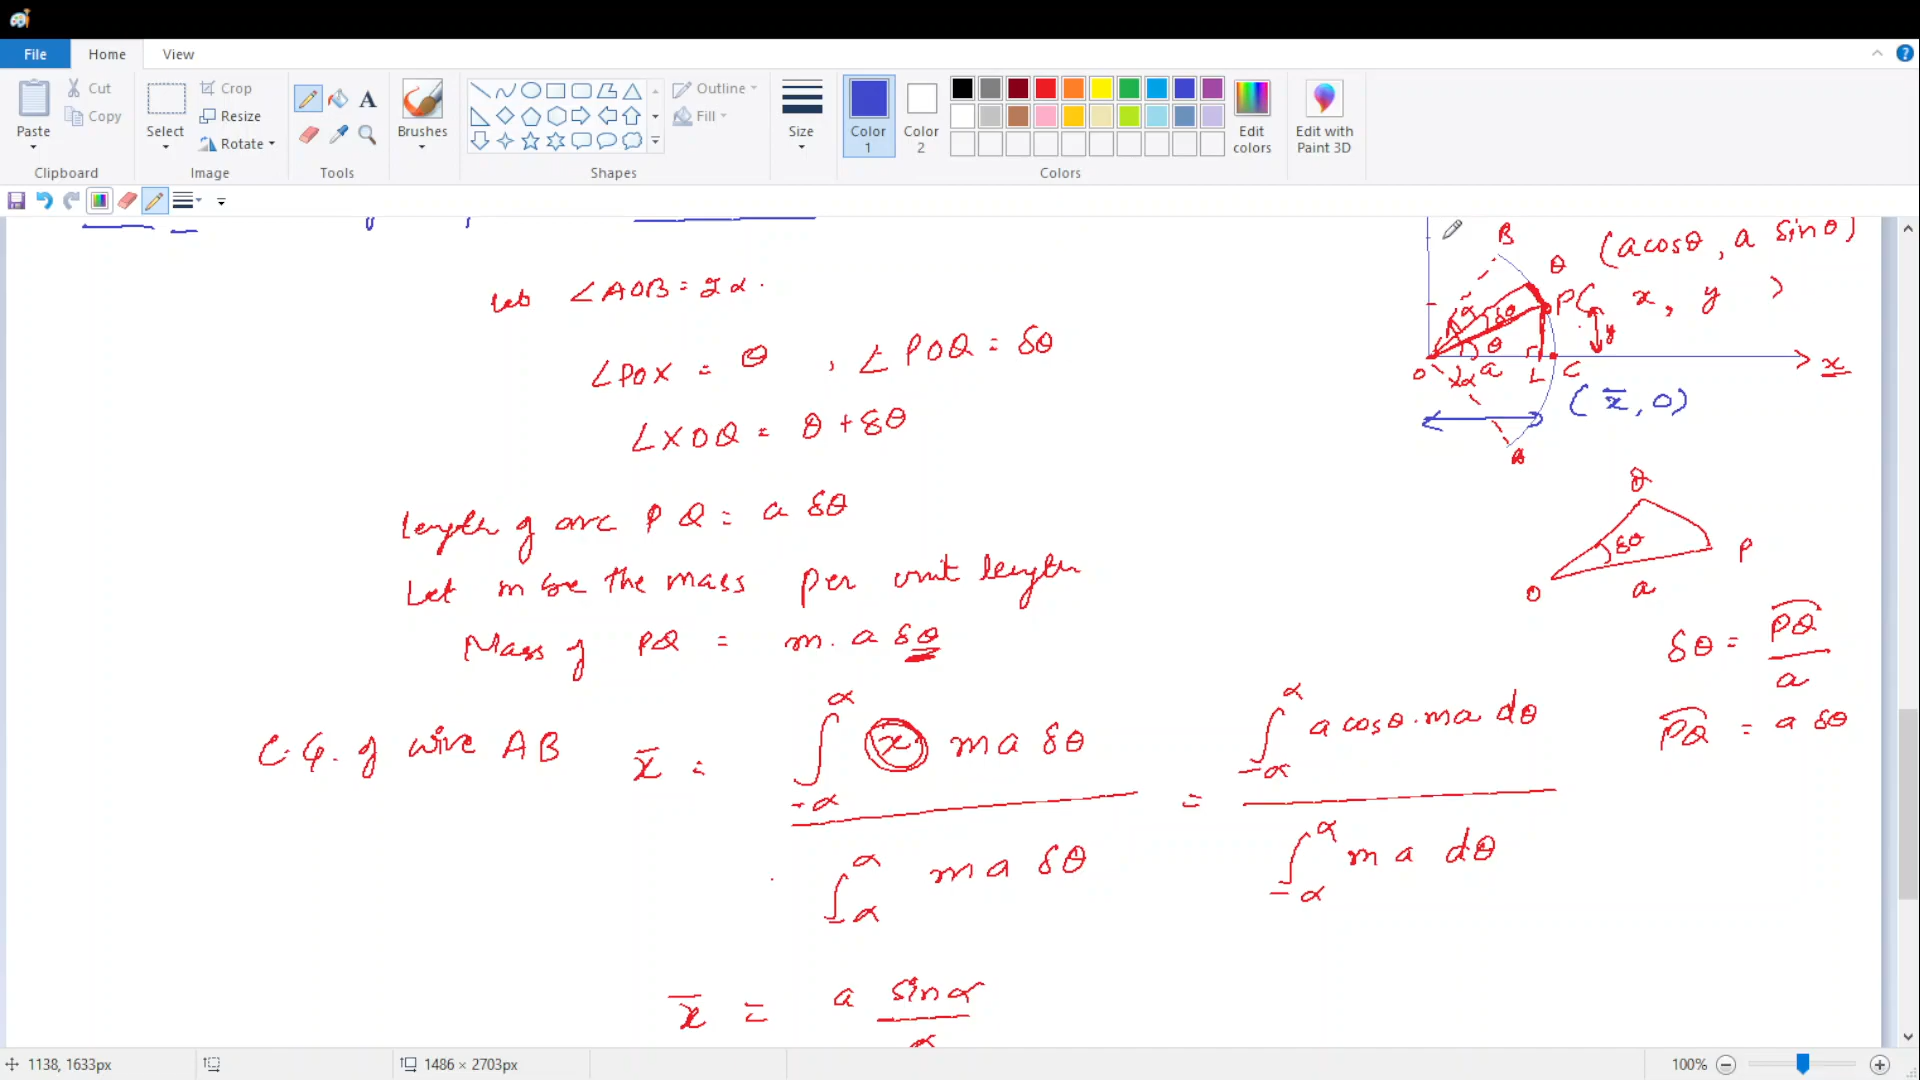 File Home View
Paste
Cut
Copy
Clipboard
Select
Crop
Resize
Rotate
Image
A
Tools
Brushes
Shapes
Outline
Fill
Size
Color 1
Color 2
Colors
Edit colors
Edit with Paint 3D
B (a cosθ, a sinθ)
Q
P( x, y )
α δθ θ y
O 2α a L C x
(x̄, 0)
A
Let ∠AOB = 2α.
∠POX = θ , ∠POQ = δθ
∠XOQ = θ + δθ
length of arc PQ = a δθ
Let m be the mass per unit length
Mass of PQ = m. a δθ
Q
δθ
P
O a
δθ = PQ / a
PQ = a δθ
C.G. of wire AB x̄ = ∫_{-α}^{α} x m a δθ / ∫_{-α}^{α} m a δθ = ∫_{-α}^{α} a cosθ. ma dθ / ∫_{-α}^{α} m a dθ
x̄ = a sinα / α
1138, 1633px
1486 × 2703px
100%